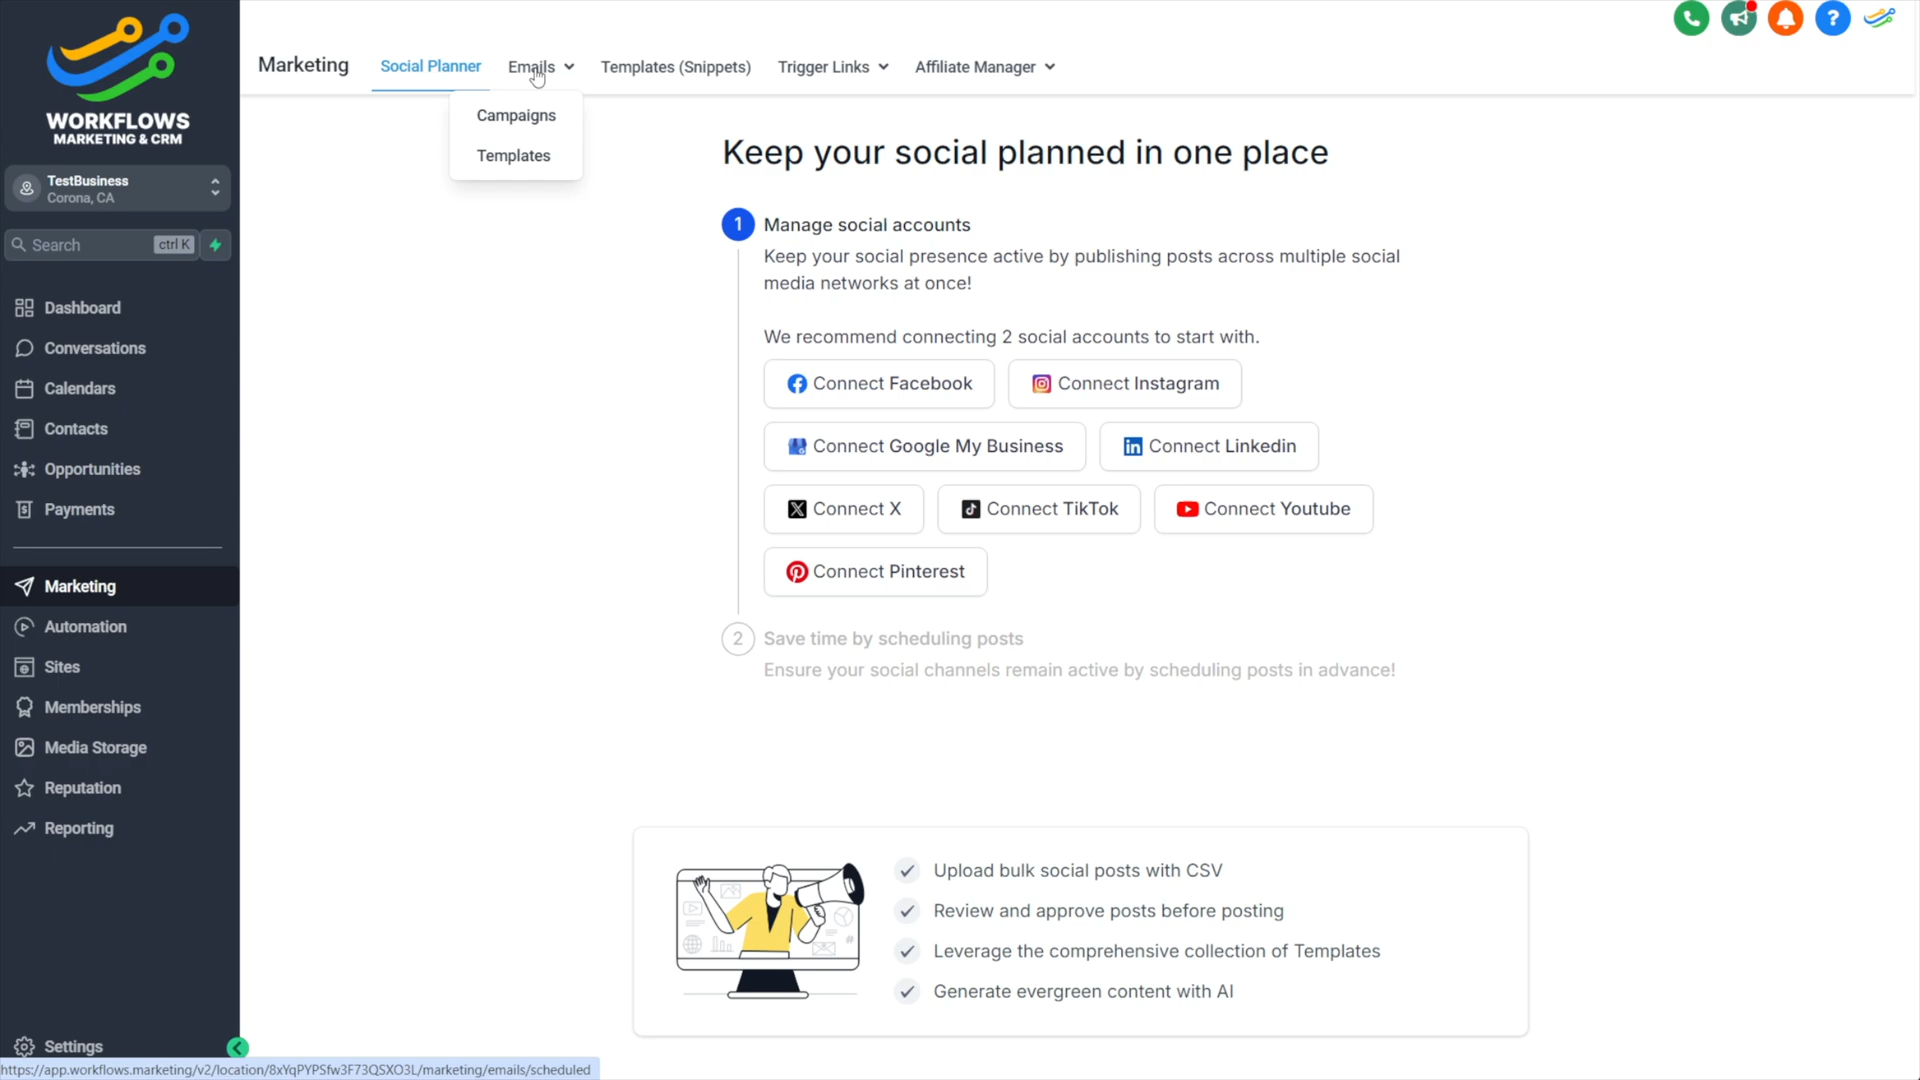 WORKFLOWS
MARKETING & CRM
TestBusiness
Corona, CA
Search ctrl K
Dashboard
Conversations
Calendars
Contacts
Opportunities
Payments
Marketing
Automation
Sites
Memberships
Media Storage
Reputation
Reporting
Settings
Marketing Social Planner Emails Templates (Snippets) Trigger Links Affiliate Manager
?
Campaigns
Templates
Keep your social planned in one place
1 Manage social accounts
Keep your social presence active by publishing posts across multiple social
media networks at once!
We recommend connecting 2 social accounts to start with.
Connect Facebook Connect Instagram
Connect Google My Business Connect Linkedin
Connect X Connect TikTok Connect Youtube
Connect Pinterest
2 Save time by scheduling posts
Ensure your social channels remain active by scheduling posts in advance!
Upload bulk social posts with CSV
Review and approve posts before posting
Leverage the comprehensive collection of Templates
Generate evergreen content with AI
https://app.workflows.marketing/v2/location/8xYqPYPSfw3F73QSXO3L/marketing/emails/scheduled